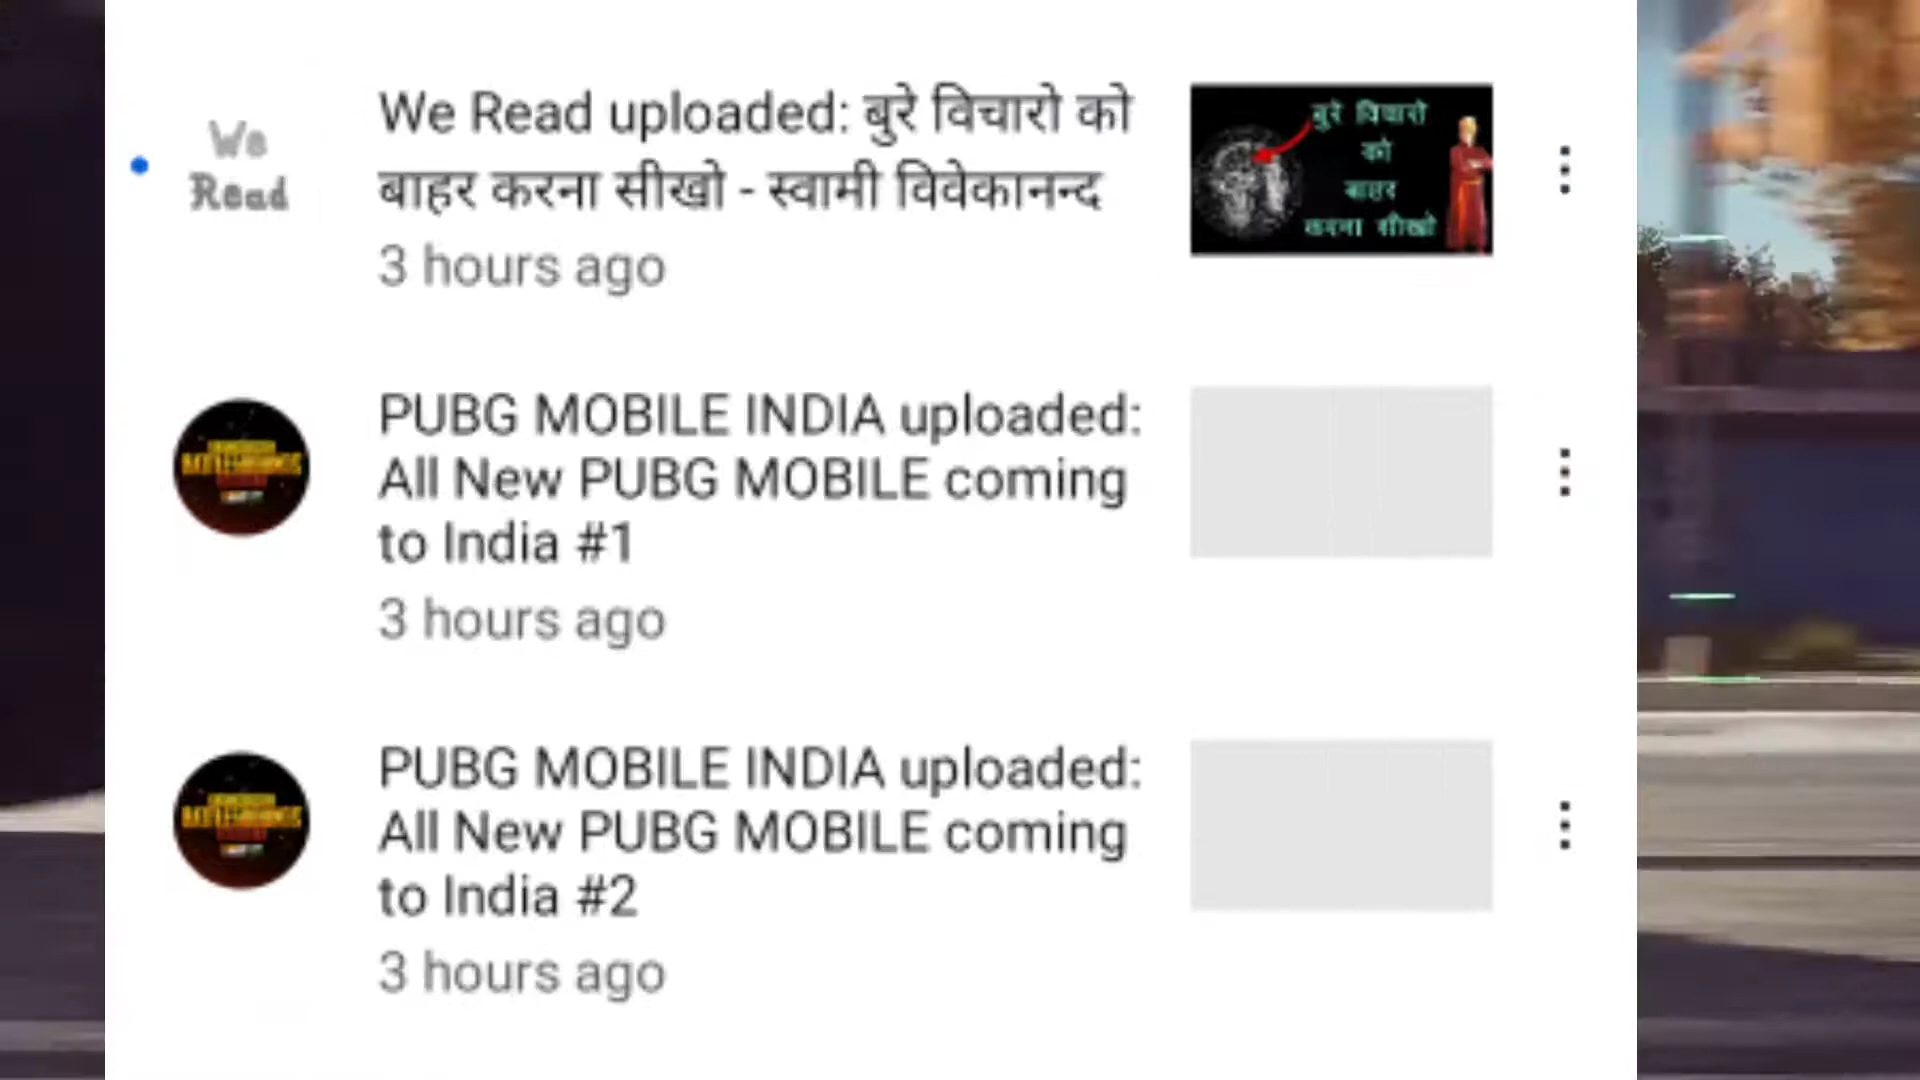 We
Read
We Read uploaded: बुरे विचारो को
बाहर करना सीखो - स्वामी विवेकानन्द
3 hours ago
बुरे विचारो
को
बाहर
करना सीखो
PUBG MOBILE INDIA uploaded:
All New PUBG MOBILE coming
to India #1
3 hours ago
PUBG MOBILE INDIA uploaded:
All New PUBG MOBILE coming
to India #2
3 hours ago